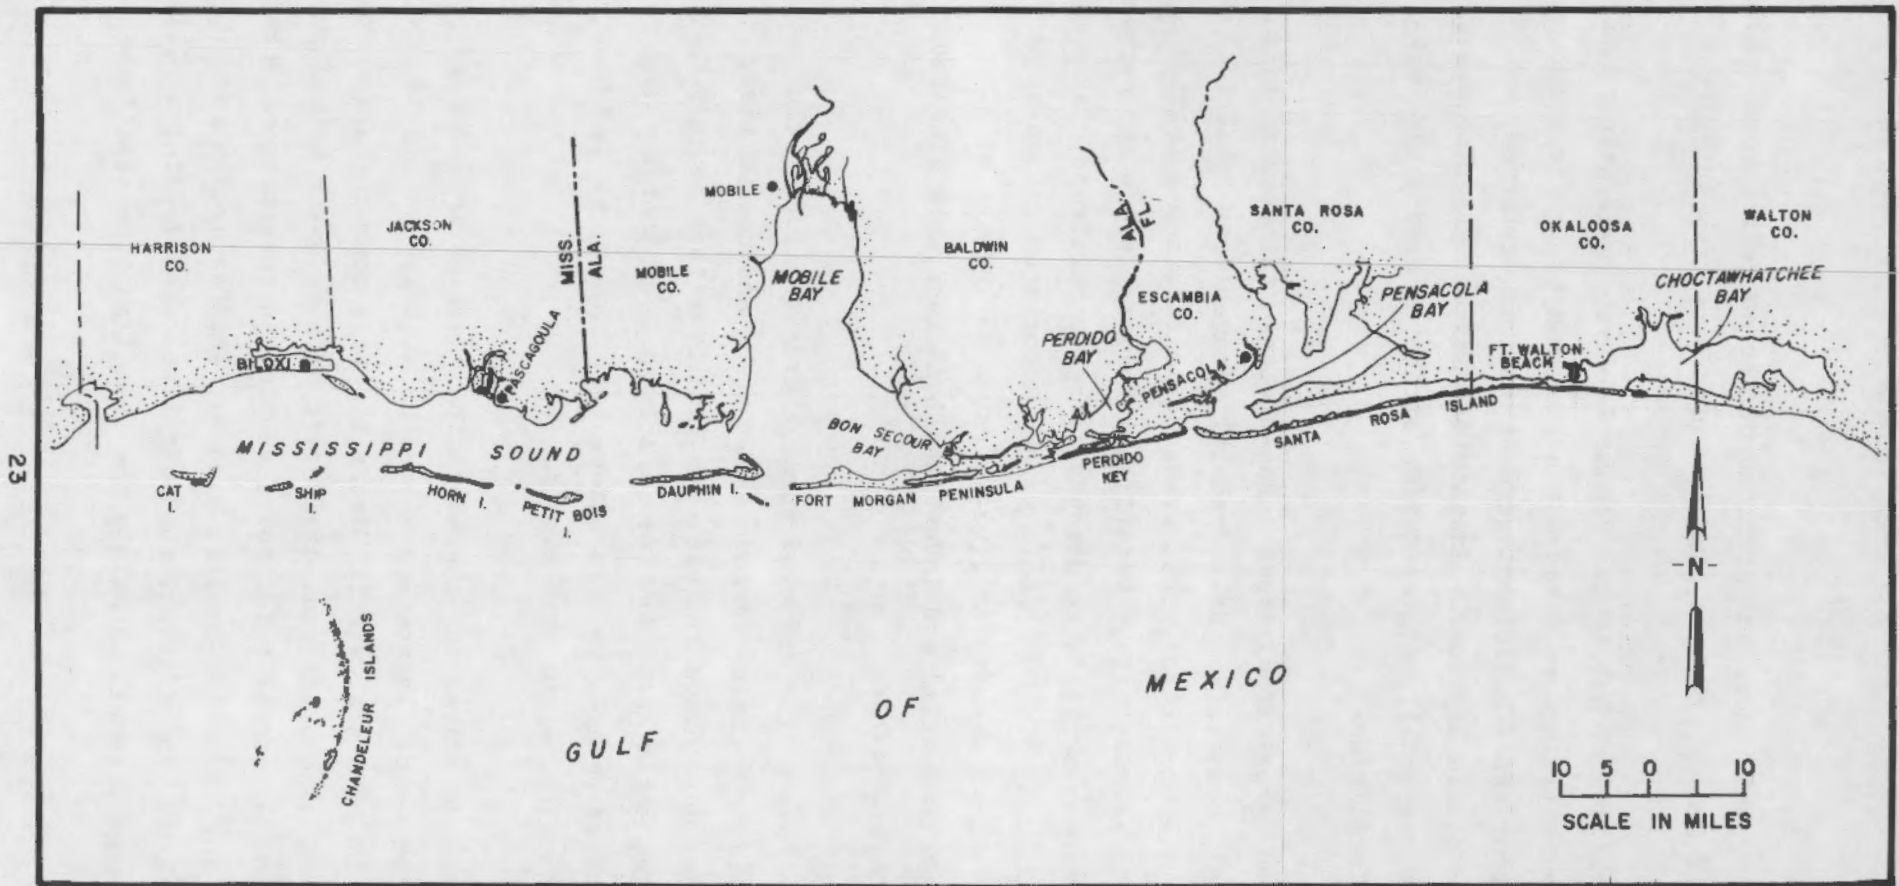 HARRISON
CO.
JACKSON
CO.
MISS.
ALA.
MOBILE
CO.
MOBILE
MOBILE
BAY
BALDWIN
CO.
ALA.
FL.
ESCAMBIA
CO.
SANTA ROSA
CO.
OKALOOSA
CO.
WALTON
CO.
CHOCTAWHATCHEE
BAY
PENSACOLA
BAY
PERDIDO
BAY
PENSACOLA
FT. WALTON
BEACH
BILOXI
PASCAGOULA
BON SECOUR
BAY
MISSISSIPPI SOUND
SANTA ROSA ISLAND
PERDIDO
KEY
CAT
I.
SHIP
I.
HORN I.
PETIT BOIS
I.
DAUPHIN I.
FORT MORGAN PENINSULA
CHANDELEUR ISLANDS
GULF OF MEXICO
N
10 5 0 10
SCALE IN MILES
23